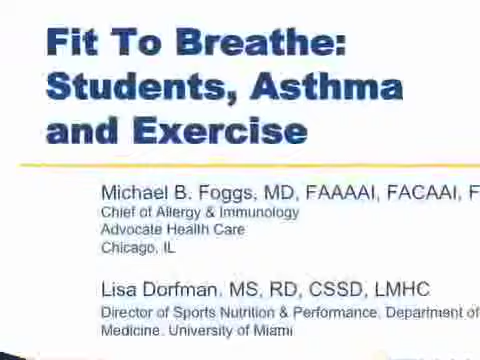 Fit To Breathe:
Students, Asthma
and Exercise
Michael B. Foggs, MD, FAAAAI, FACAAI, F
Chief of Allergy & Immunology
Advocate Health Care
Chicago, IL
Lisa Dorfman, MS, RD, CSSD, LMHC
Director of Sports Nutrition & Performance, Department of
Medicine, University of Miami